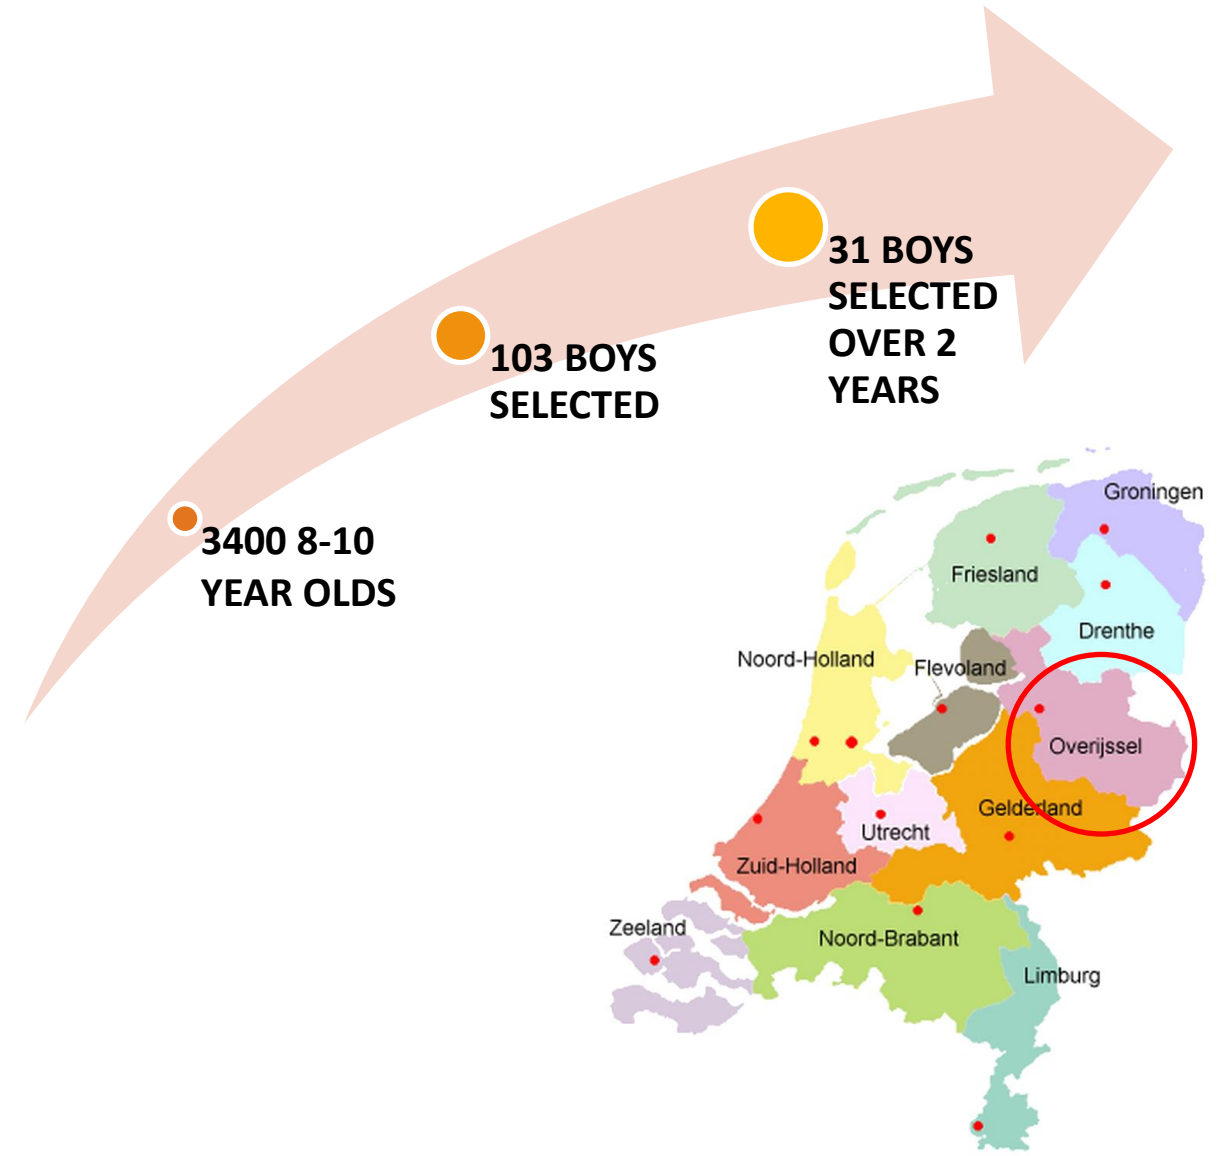 31 BOYS
SELECTED
OVER 2
YEARS
103 BOYS
SELECTED
3400 8-10
YEAR OLDS
Groningen
Friesland
Drenthe
Noord-Holland
Flevoland
Overijssel
Gelderland
Utrecht
Zuid-Holland
Zeeland
Noord-Brabant
Limburg